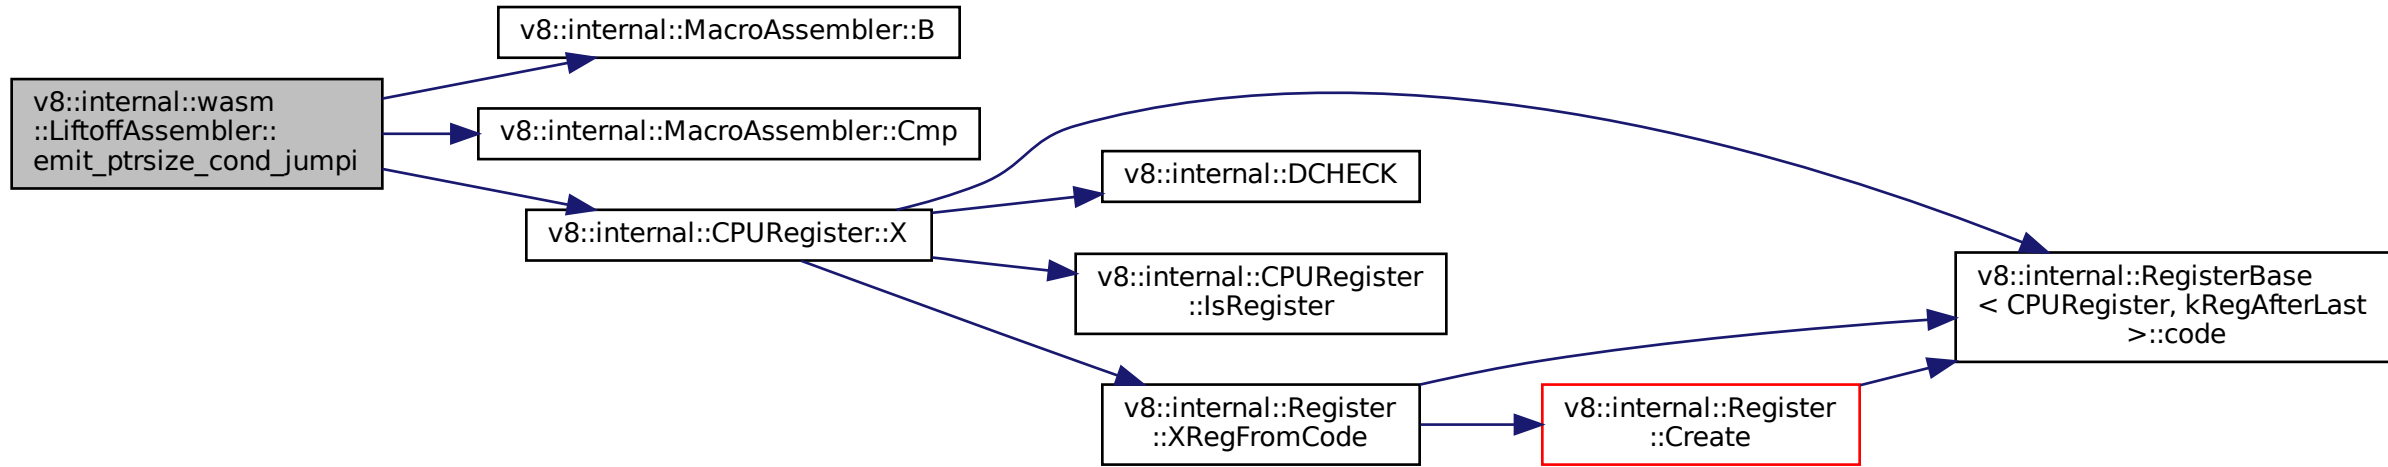 v8::internal::MacroAssembler::B
v8::internal::wasm
::LiftoffAssembler::
emit_ptrsize_cond_jumpi
v8::internal::MacroAssembler::Cmp
v8::internal::CPURegister::X
v8::internal::DCHECK
v8::internal::CPURegister
::IsRegister
v8::internal::Register
::XRegFromCode
v8::internal::Register
::Create
v8::internal::RegisterBase
< CPURegister, kRegAfterLast
>::code